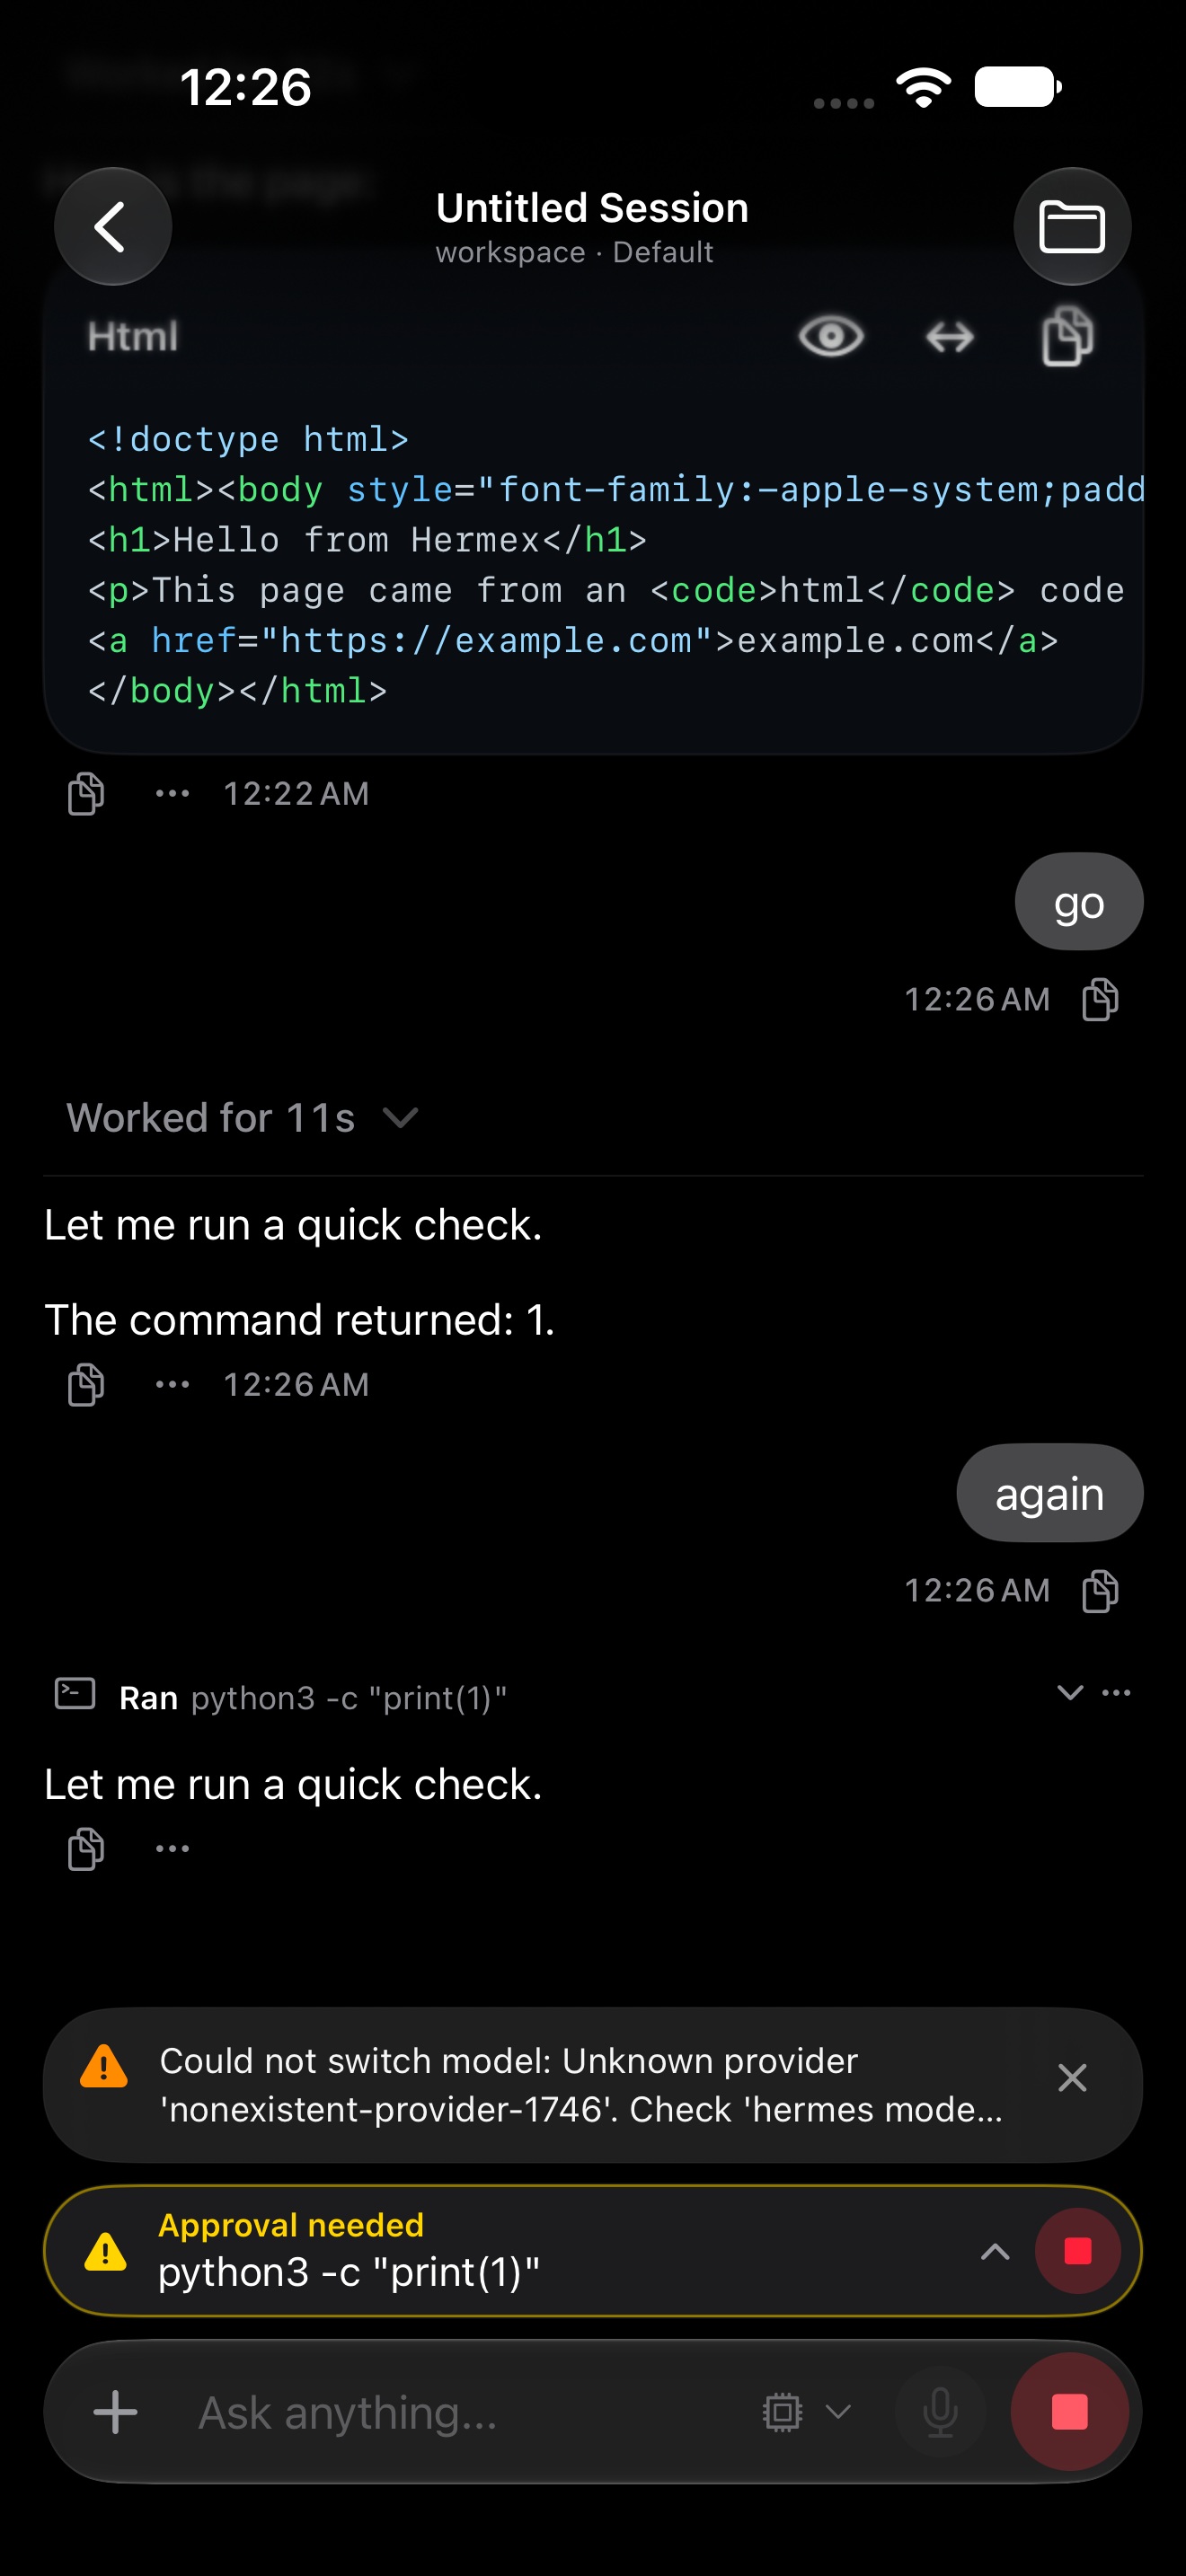 12:26
Untitled Session
workspace · Default
Html
<!doctype html>
<html><body style="font-family:-apple-system;padd
<h1>Hello from Hermex</h1>
<p>This page came from an <code>html</code> code
<a href="https://example.com">example.com</a>
</body></html>
12:22 AM
go
12:26 AM
Worked for 11s
Let me run a quick check.
The command returned: 1.
12:26 AM
again
12:26 AM
Ran python3 -c "print(1)"
Let me run a quick check.
Could not switch model: Unknown provider
'nonexistent-provider-1746'. Check 'hermes mode...
Approval needed
python3 -c "print(1)"
Ask anything...